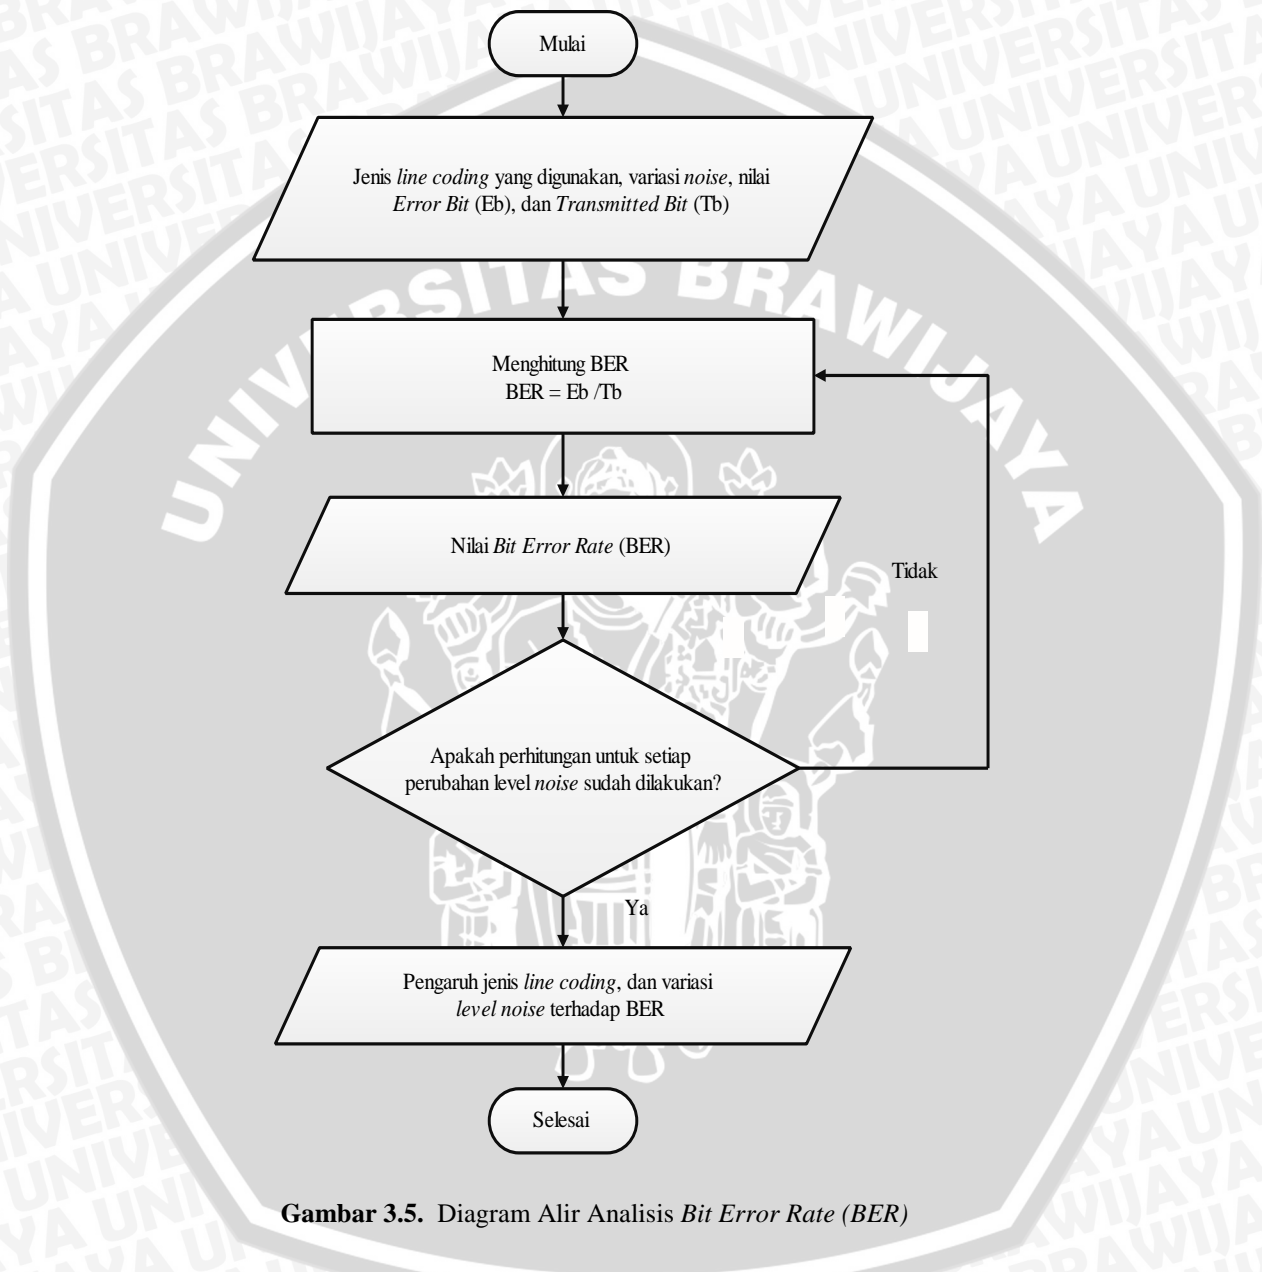 Mulai
Jenis line coding yang digunakan, variasi noise, nilai
Error Bit (Eb), dan Transmitted Bit (Tb)
UNIVERSITAS BRAWIJAYA
Menghitung BER
BER = Eb /Tb
Nilai Bit Error Rate (BER)
Tidak
Apakah perhitungan untuk setiap
perubahan level noise sudah dilakukan?
Ya
Pengaruh jenis line coding, dan variasi
level noise terhadap BER
Selesai
Gambar 3.5. Diagram Alir Analisis Bit Error Rate (BER)